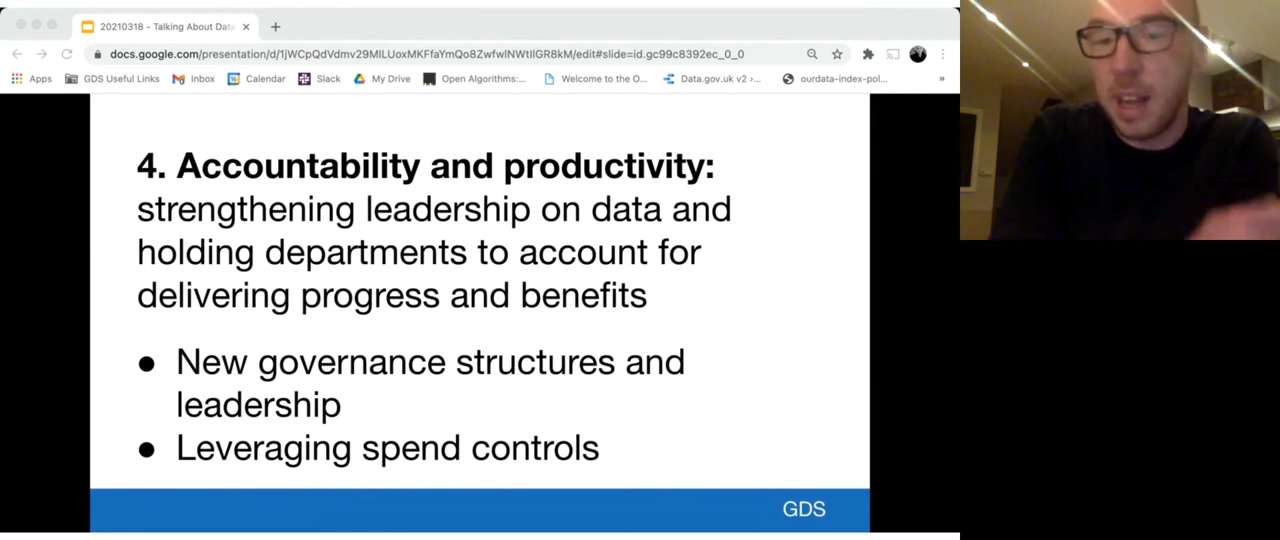 20210318 - Talking About Data
docs.google.com/presentation/d/1jWCpQdVdmv29MILUoxMKFfaYmQo8ZwfwlNWtIlGR8kM/edit#slide=id.gc99c8392ec_0_0
Apps GDS Useful Links Inbox Calendar Slack My Drive Open Algorithms:... Welcome to the O... Data.gov.uk v2 ›... ourdata-index-pol... »
4. Accountability and productivity:
strengthening leadership on data and
holding departments to account for
delivering progress and benefits
● New governance structures and
leadership
● Leveraging spend controls
GDS